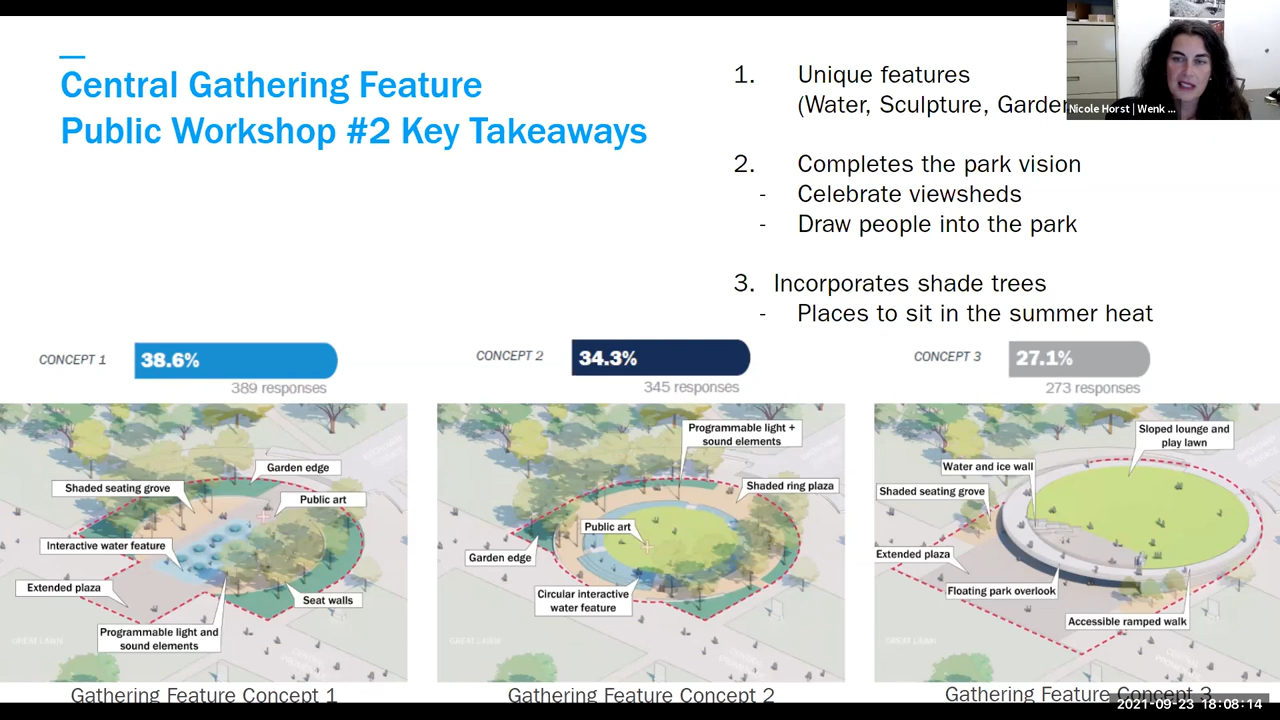 Central Gathering Feature
Public Workshop #2 Key Takeaways
1. Unique features
(Water, Sculpture,
Nicole Horst | Wenk ...
2. Completes the park vision
- Celebrate viewsheds
- Draw people into the park
3. Incorporates shade trees
- Places to sit in the summer heat
CONCEPT 1
38.6%
389 responses
CONCEPT 2
34.3%
345 responses
CONCEPT 3
27.1%
273 responses
Garden edge
Shaded seating grove
Public art
Interactive water feature
Extended plaza
Seat walls
Programmable light and
sound elements
GREAT LAWN
Gathering Feature Concept 1
Programmable light +
sound elements
Shaded ring plaza
Public art
Garden edge
Circular interactive
water feature
GREAT LAWN
Gathering Feature Concept 2
Sloped lounge and
play lawn
Water and ice wall
Shaded seating grove
Extended plaza
Floating park overlook
Accessible ramped walk
GREAT LAWN
Gathering Feature Concept 3
2021-09-23 18:08:14